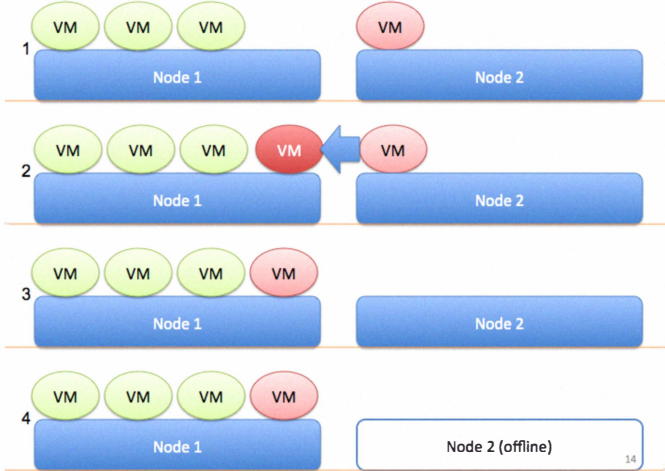 VM VM VM VM
1
Node 1 Node 2
VM VM VM VM VM
2
Node 1 Node 2
VM VM VM VM
3
Node 1 Node 2
VM VM VM VM
4
Node 1 Node 2 (offline)
14